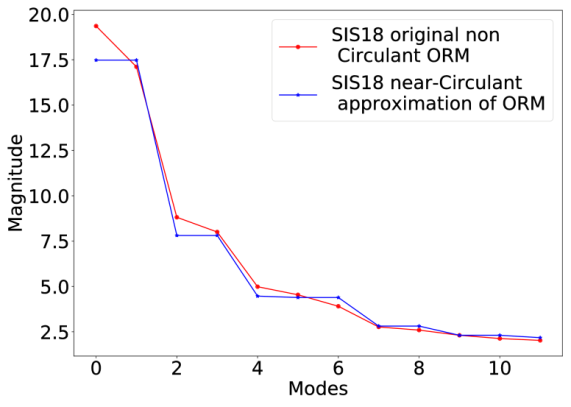 SIS18 original non
Circulant ORM
SIS18 near-Circulant
approximation of ORM
20.0
17.5
15.0
12.5
10.0
7.5
5.0
2.5
Magnitude
0 2 4 6 8 10
Modes